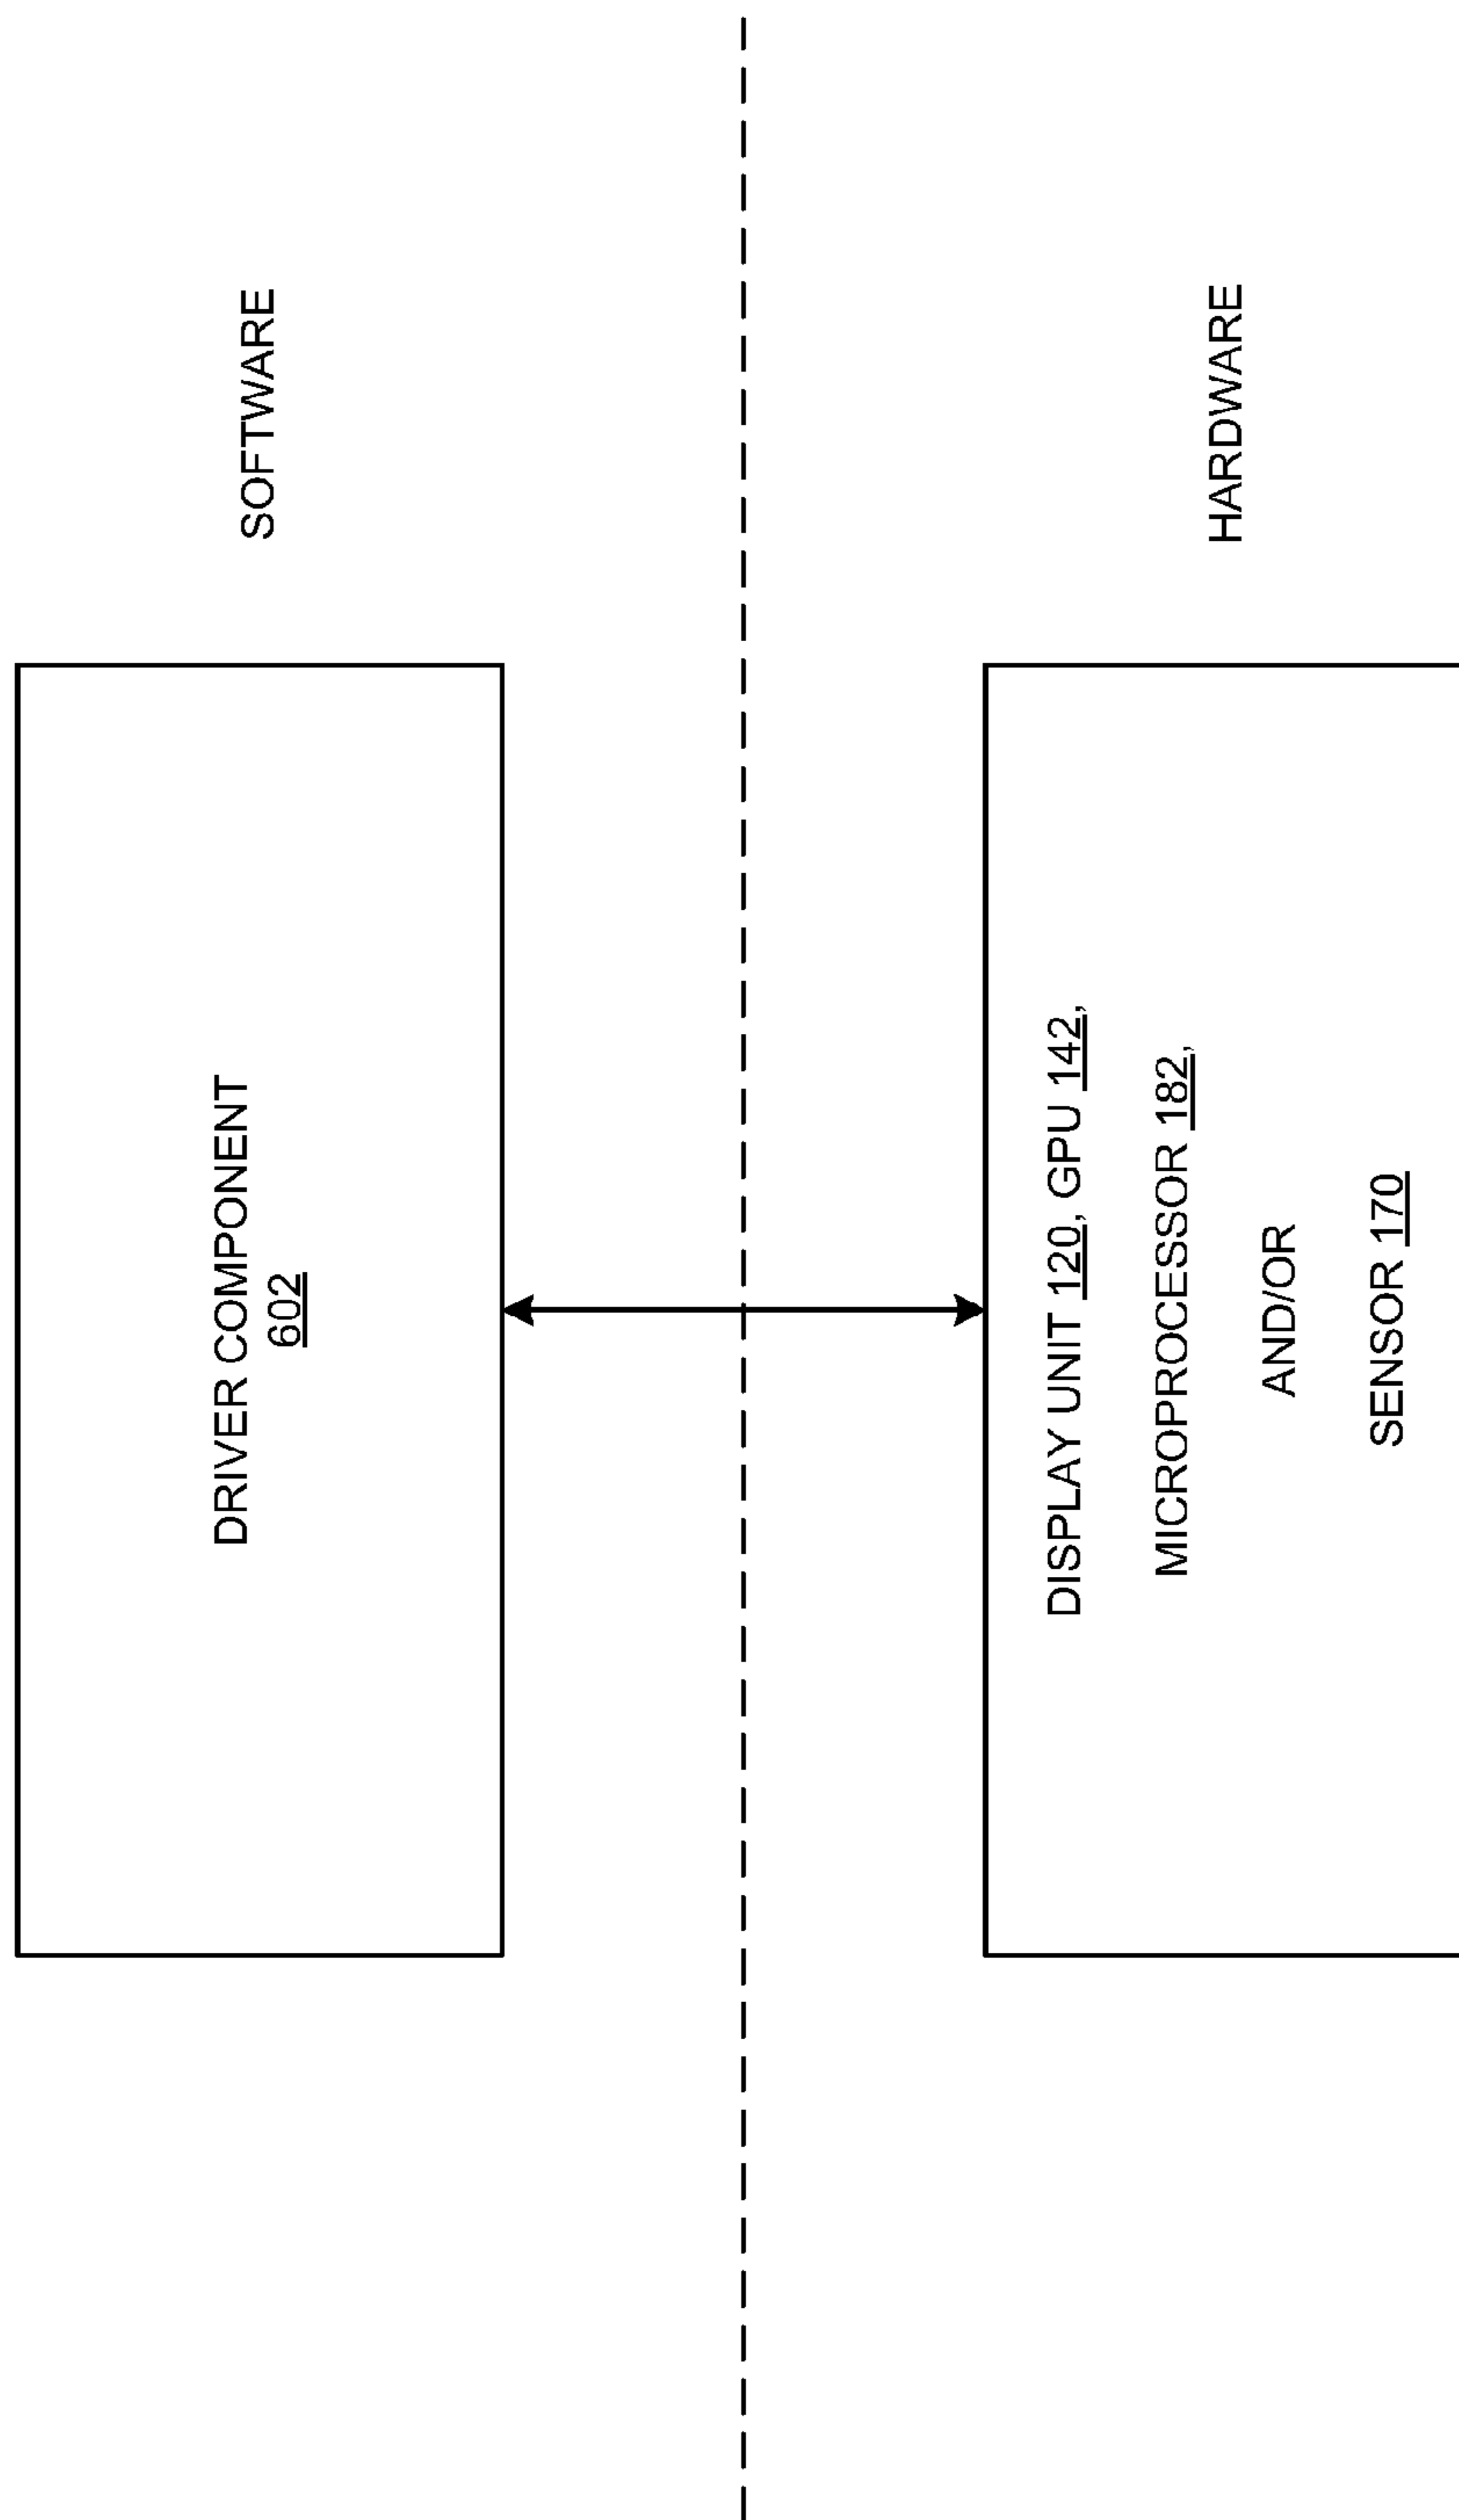 DRIVER COMPONENT
602
SOFTWARE
DISPLAY UNIT 120, GPU 142,
MICROPROCESSOR 182,
AND/OR
SENSOR 170
HARDWARE